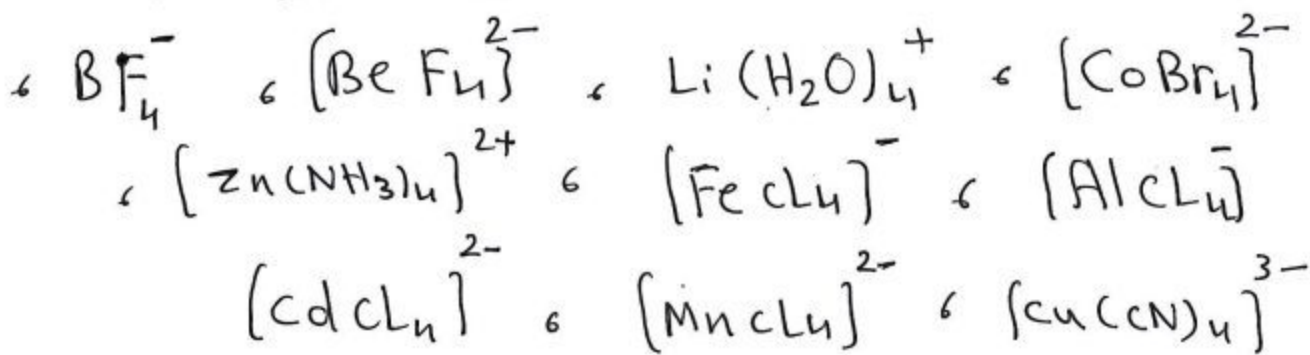 ، BF₄⁻ ، [BeF₄]²⁻ ، Li(H₂O)₄⁺ ، [CoBr₄]²⁻
، [Zn(NH₃)₄]²⁺ ، [FeCL₄]⁻ ، [AlCL₄⁻]
[CdCL₄]²⁻ ، [MnCL₄]²⁻ ، [Cu(CN)₄]³⁻